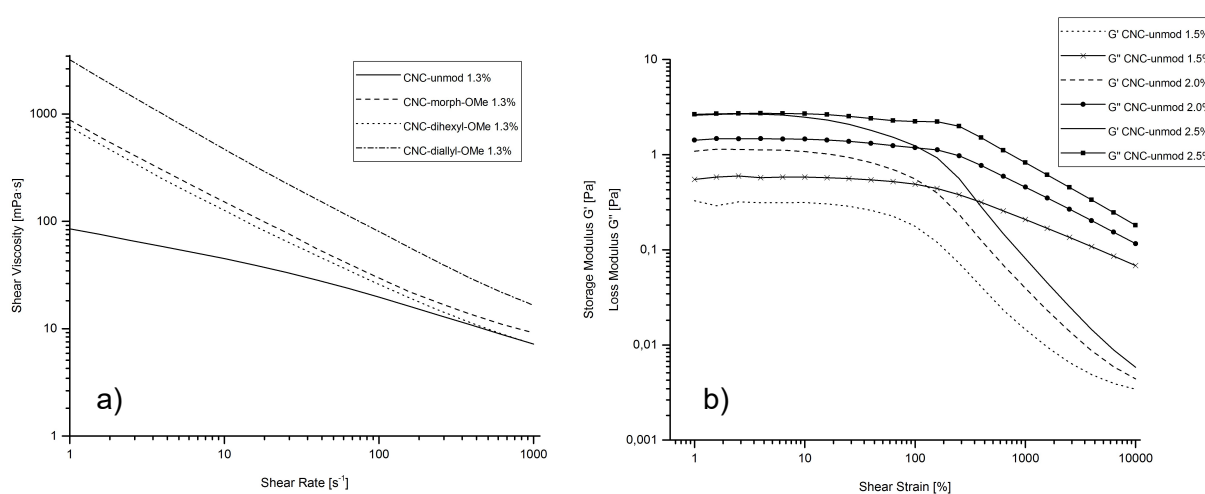 Shear Viscosity [mPa·s]
1000
100
10
1
CNC-unmod 1.3%
CNC-morph-OMe 1.3%
CNC-dihexyl-OMe 1.3%
CNC-diallyl-OMe 1.3%
a)
1 10 100 1000
Shear Rate [s-1]
Storage Modulus G' [Pa]
Loss Modulus G'' [Pa]
10
1
0,1
0,01
0,001
G' CNC-unmod 1.5%
G'' CNC-unmod 1.5%
G' CNC-unmod 2.0%
G'' CNC-unmod 2.0%
G' CNC-unmod 2.5%
G'' CNC-unmod 2.5%
b)
1 10 100 1000 10000
Shear Strain [%]